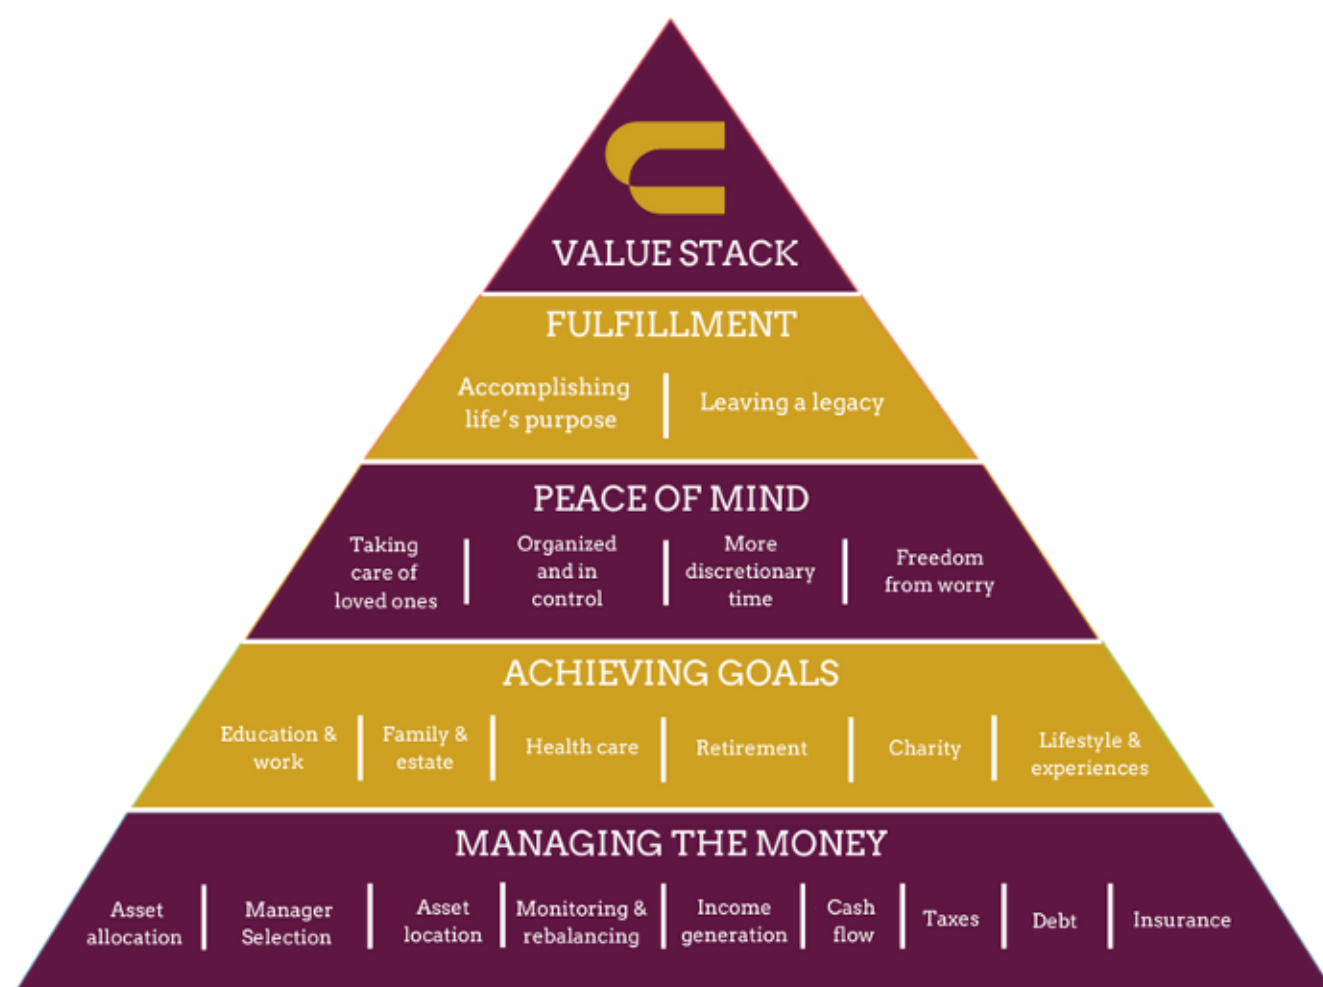 VALUE STACK
FULFILLMENT
Accomplishing
life’s purpose
Leaving a legacy
PEACE OF MIND
Taking
care of
loved ones
Organized
and in
control
More
discretionary
time
Freedom
from worry
ACHIEVING GOALS
Education &
work
Family &
estate
Health care
Retirement
Charity
Lifestyle &
experiences
MANAGING THE MONEY
Asset
allocation
Manager
Selection
Asset
location
Monitoring &
rebalancing
Income
generation
Cash
flow
Taxes
Debt
Insurance